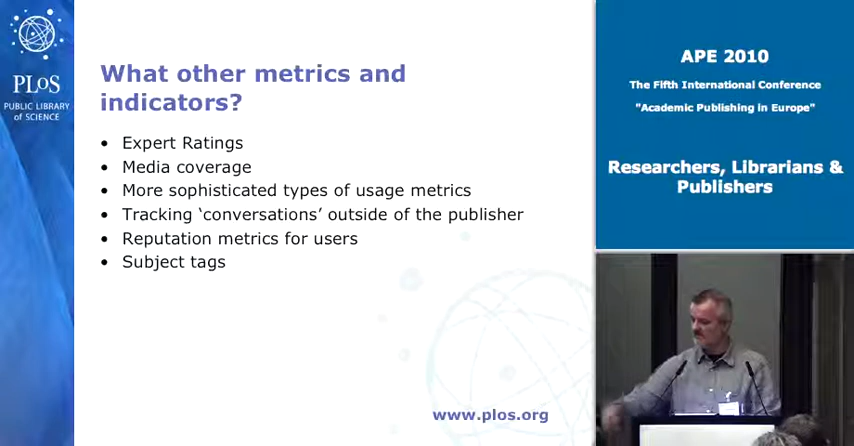 PLoS
PUBLIC LIBRARY
of SCIENCE
What other metrics and
indicators?
• Expert Ratings
• Media coverage
• More sophisticated types of usage metrics
• Tracking ‘conversations’ outside of the publisher
• Reputation metrics for users
• Subject tags
www.plos.org
APE 2010
The Fifth International Conference
"Academic Publishing in Europe"
Researchers, Librarians &
Publishers